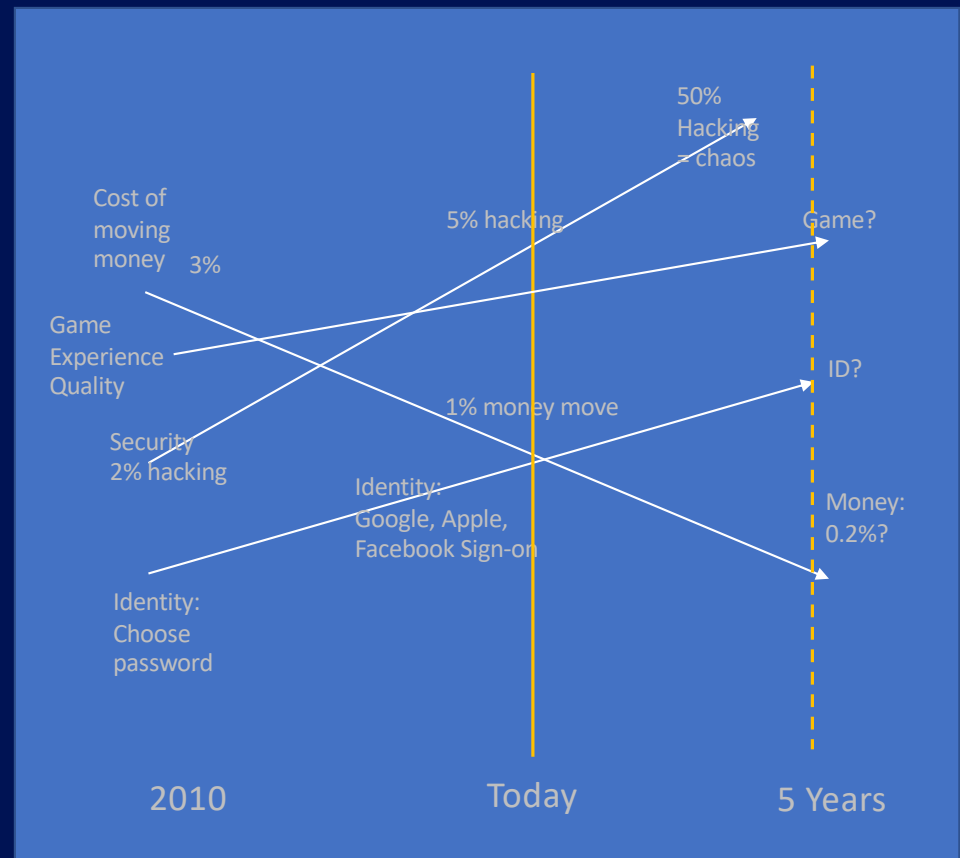 50%
Hacking
= chaos
Cost of
moving
money
3%
5% hacking
Game?
Game
Experience
Quality
ID?
1% money move
Security
2% hacking
Identity:
Google, Apple,
Facebook Sign-on
Money:
0.2%?
Identity:
Choose
password
2010
Today
5 Years